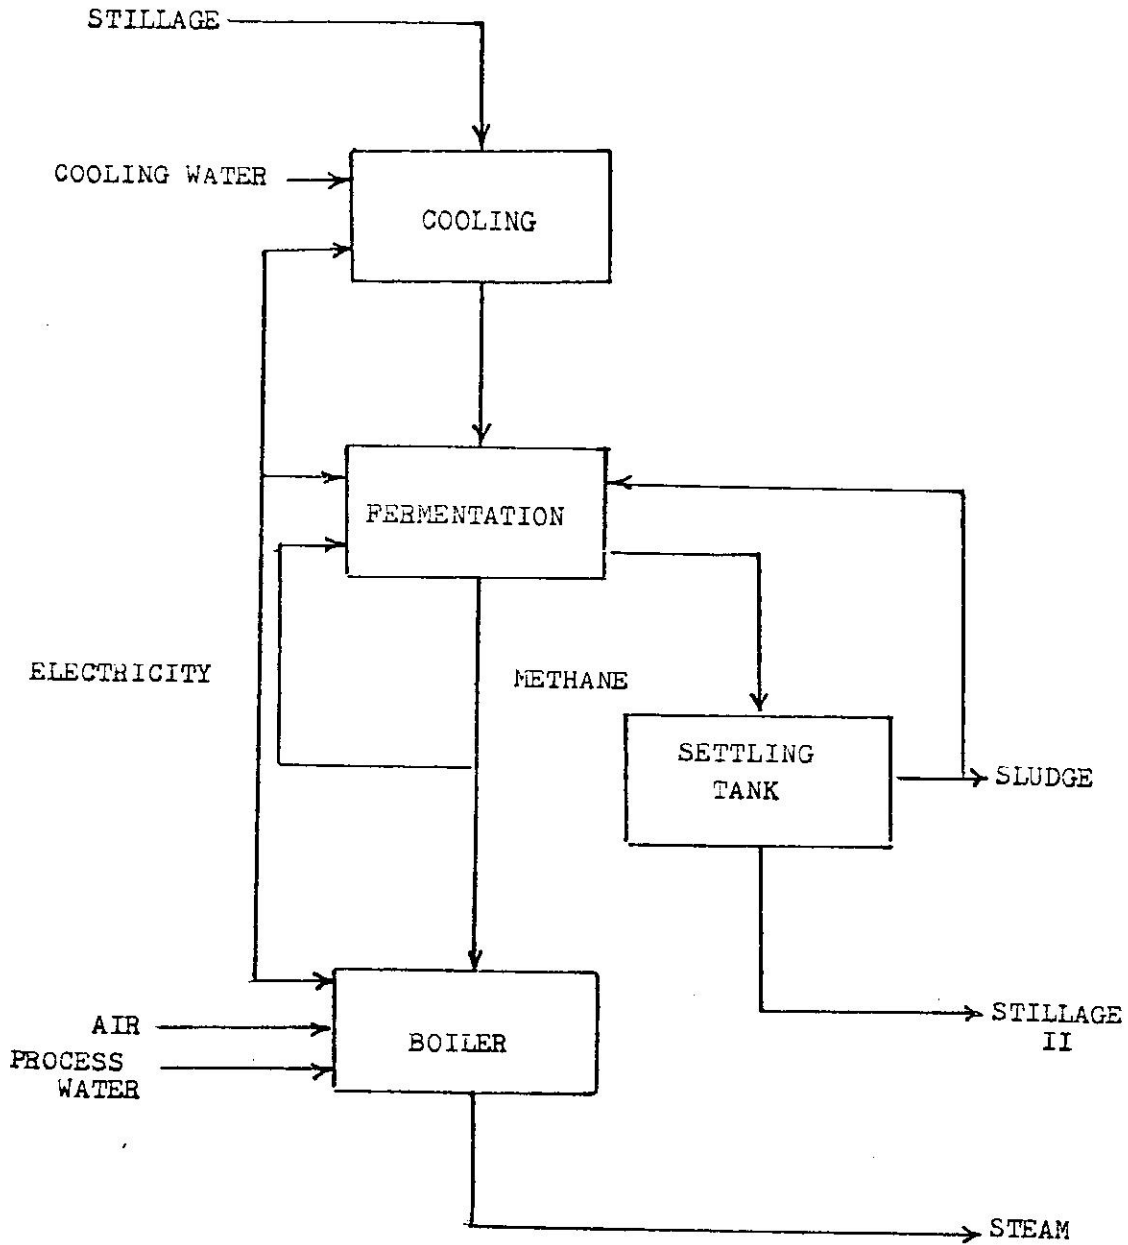 STILLAGE
COOLING WATER
COOLING
FERMENTATION
ELECTRICITY
METHANE
SETTLING
TANK
SLUDGE
STILLAGE
II
AIR
BOILER
PROCESS
WATER
STEAM